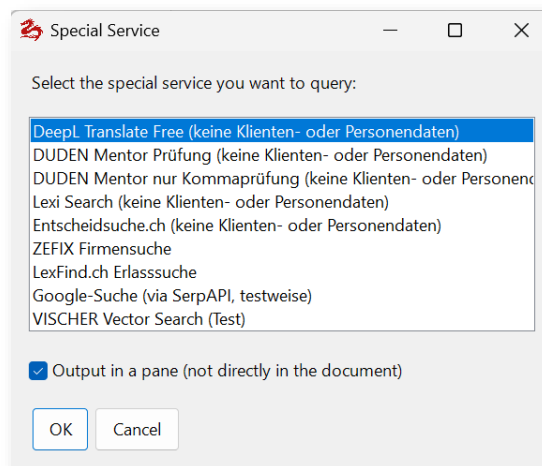 Special Service
Select the special service you want to query:
DeepL Translate Free (keine Klienten- oder Personendaten)
DUDEN Mentor Prüfung (keine Klienten- oder Personendaten)
DUDEN Mentor nur Kommaprüfung (keine Klienten- oder Personend
Lexi Search (keine Klienten- oder Personendaten)
Entscheidsuche.ch (keine Klienten- oder Personendaten)
ZEFIX Firmensuche
LexFind.ch Erlasssuche
Google-Suche (via SerpAPI, testweise)
VISCHER Vector Search (Test)
Output in a pane (not directly in the document)
OK Cancel